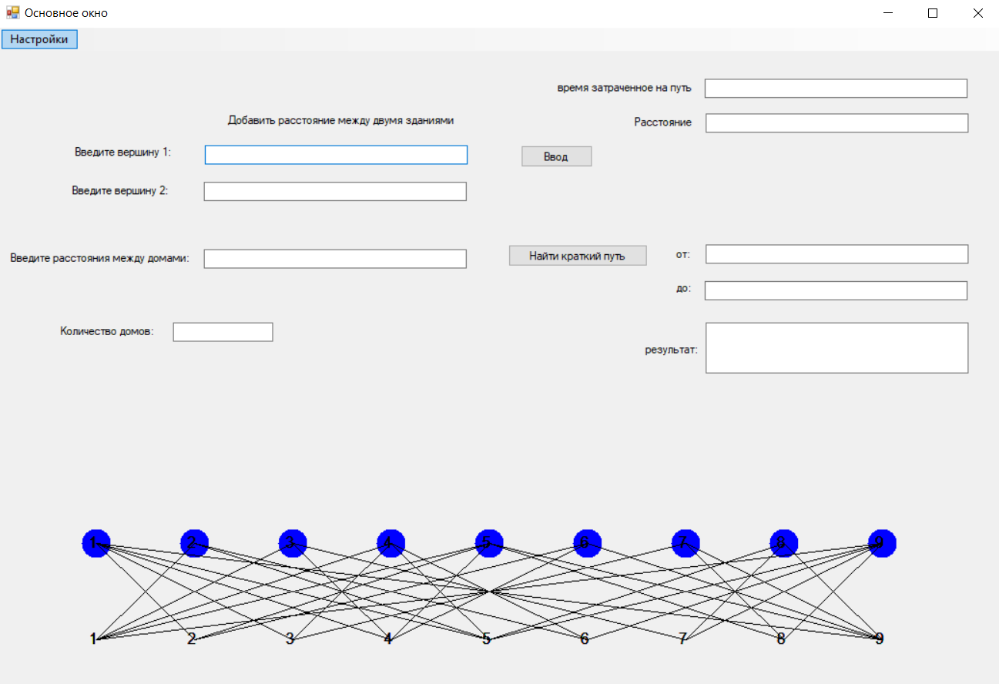 Основное окно
Настройки
время затраченное на путь
Добавить расстояние между двумя зданиями
Расстояние
Введите вершину 1:
Ввод
Введите вершину 2:
Введите расстояния между домами:
Найти краткий путь
от:
до:
Количество домов:
результат:
1 2 3 4 5 6 7 8 9
1 2 3 4 5 6 7 8 9